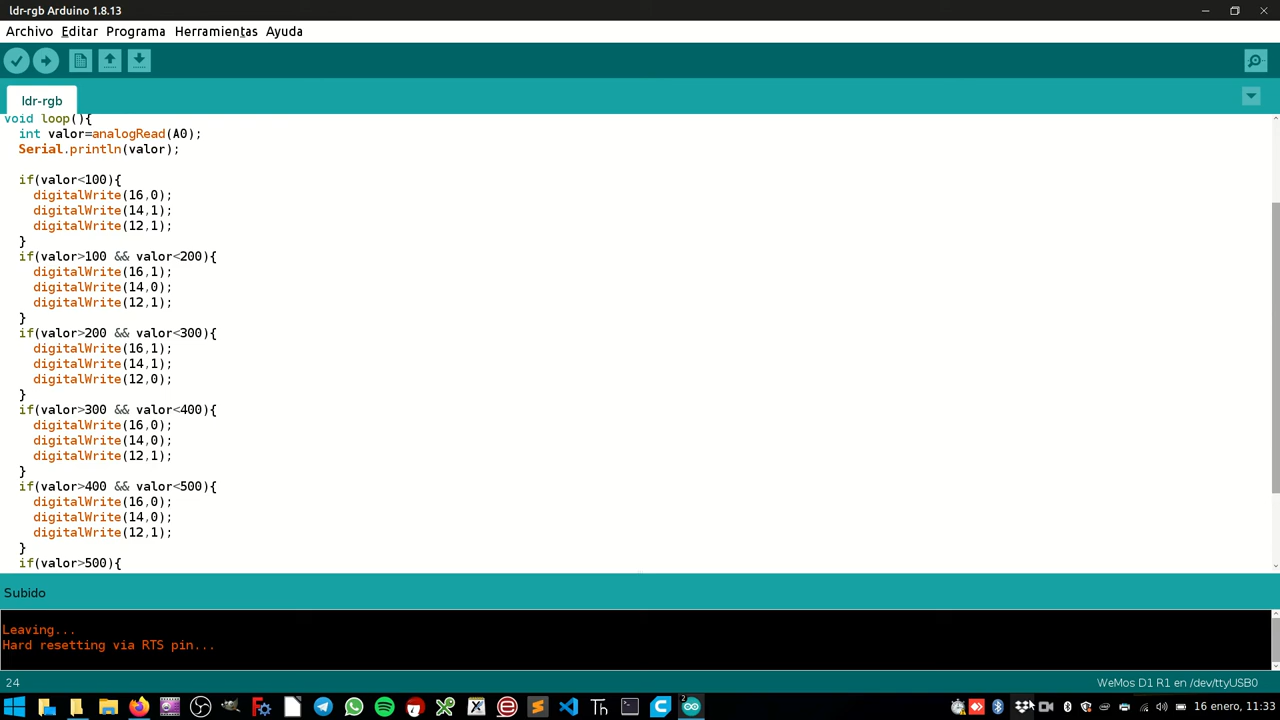 ldr-rgb Arduino 1.8.13
Archivo Editar Programa Herramientas Ayuda
ldr-rgb
void loop(){
int valor=analogRead(A0);
Serial.println(valor);
if(valor<100){
digitalWrite(16,0);
digitalWrite(14,1);
digitalWrite(12,1);
}
if(valor>100 && valor<200){
digitalWrite(16,1);
digitalWrite(14,0);
digitalWrite(12,1);
}
if(valor>200 && valor<300){
digitalWrite(16,1);
digitalWrite(14,1);
digitalWrite(12,0);
}
if(valor>300 && valor<400){
digitalWrite(16,0);
digitalWrite(14,0);
digitalWrite(12,1);
}
if(valor>400 && valor<500){
digitalWrite(16,0);
digitalWrite(14,0);
digitalWrite(12,1);
}
if(valor>500){
Subido
Leaving...
Hard resetting via RTS pin...
24 WeMos D1 R1 en /dev/ttyUSB0
Th 2 16 enero, 11:33